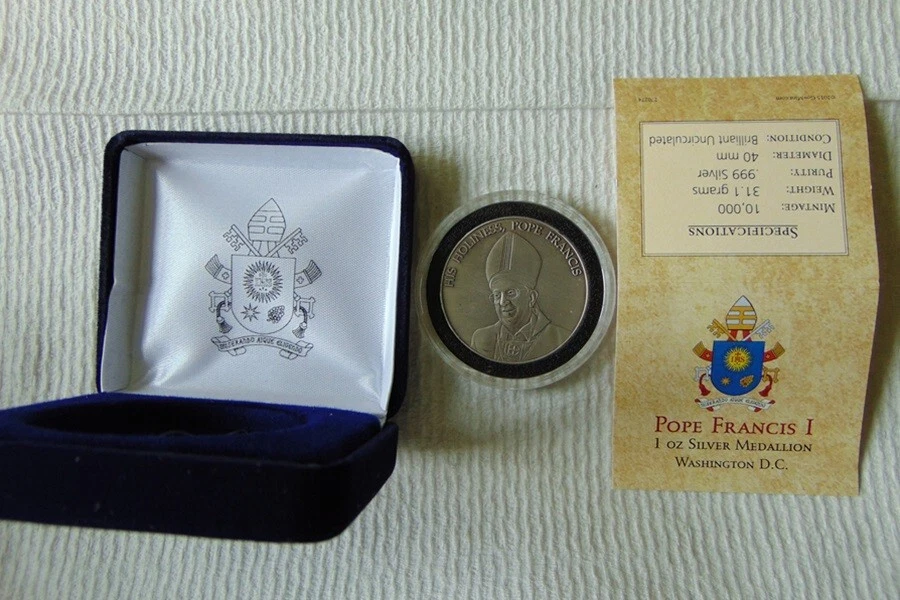 MISERANDO ATQUE ELIGENDO
HIS HOLINESS, POPE FRANCIS
SPECIFICATIONS
MINTAGE: 10,000
WEIGHT: 31.1 grams
PURITY: .999 Silver
DIAMETER: 40 mm
CONDITION: Brilliant Uncirculated
IHS
MISERANDO ATQUE ELIGENDO
POPE FRANCIS I
1 OZ SILVER MEDALLION
WASHINGTON D.C.